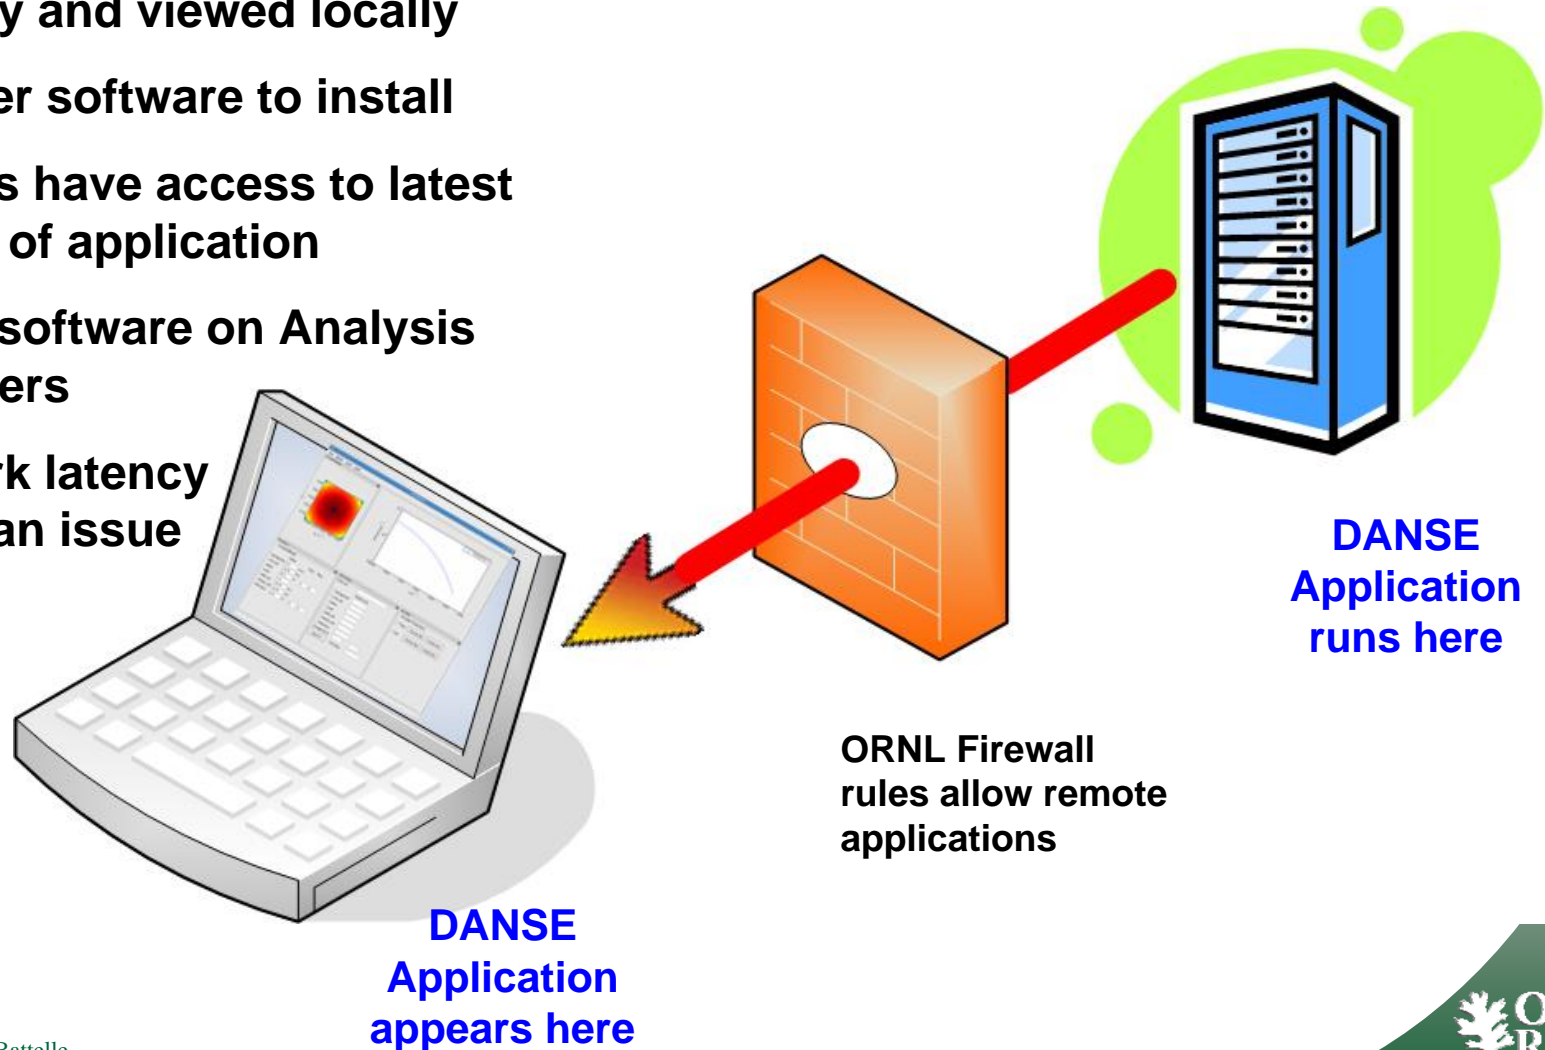 y and viewed locally
er software to install
s have access to latest
of application
software on Analysis
ers
rk latency
an issue
DANSE
Application
runs here
ORNL Firewall
rules allow remote
applications
DANSE
Application
appears here
Battelle
O
R